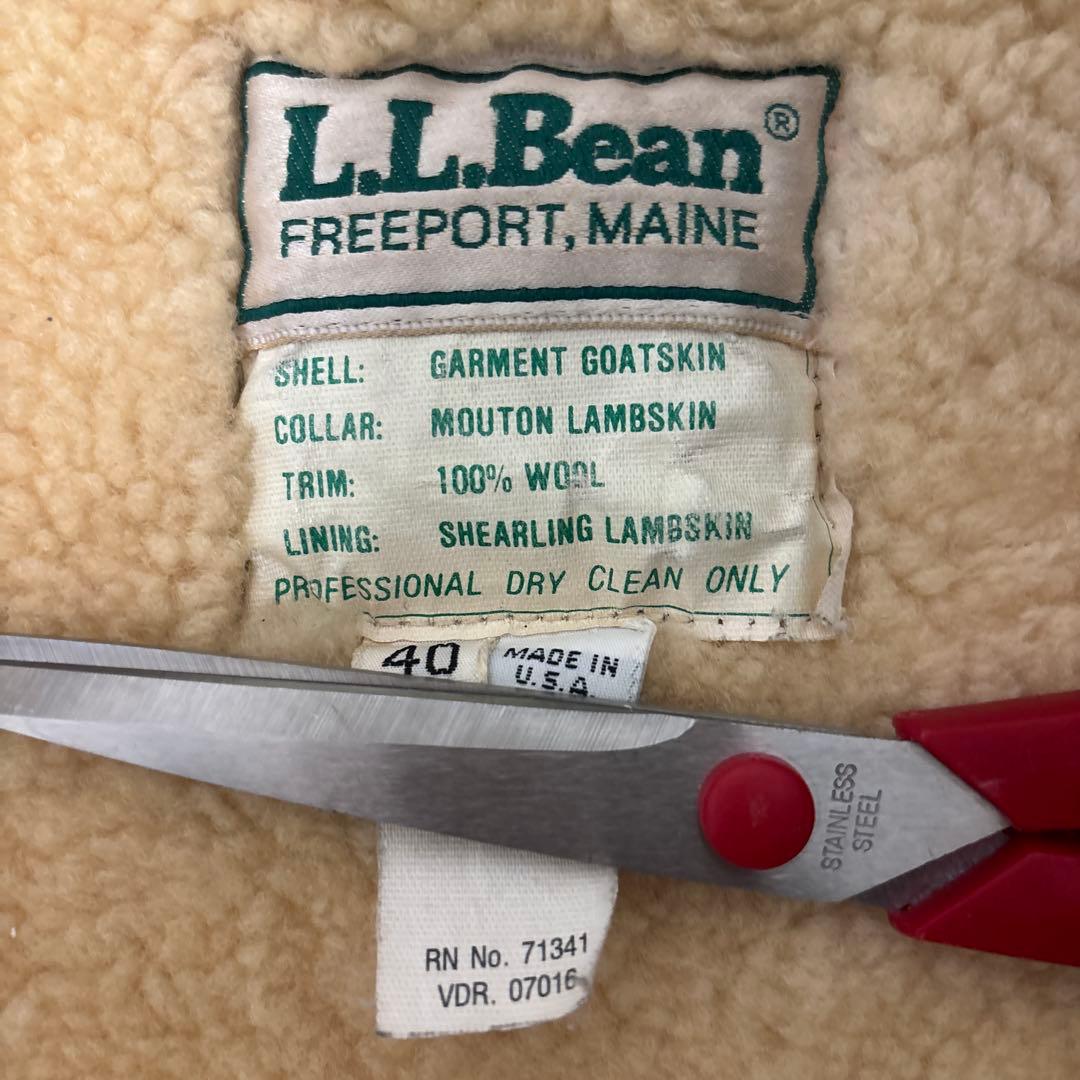 L.L.Bean®
FREEPORT, MAINE
SHELL: GARMENT GOATSKIN
COLLAR: MOUTON LAMBSKIN
TRIM: 100% WOOL
LINING: SHEARLING LAMBSKIN
PROFESSIONAL DRY CLEAN ONLY
40
MADE IN
U.S.A.
STAINLESS
STEEL
RN No. 71341
VDR. 07016